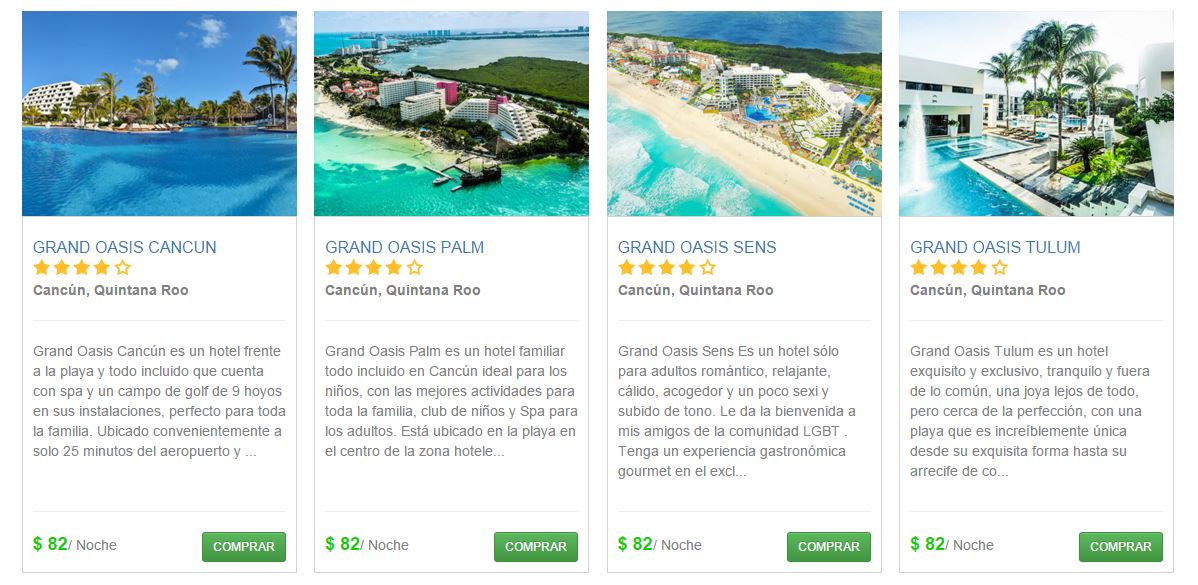 GRAND OASIS CANCUN
Cancún, Quintana Roo
Grand Oasis Cancún es un hotel frente
a la playa y todo incluido que cuenta
con spa y un campo de golf de 9 hoyos
en sus instalaciones, perfecto para toda
la familia. Ubicado convenientemente a
solo 25 minutos del aeropuerto y ...
$ 82/ Noche
COMPRAR
GRAND OASIS PALM
Cancún, Quintana Roo
Grand Oasis Palm es un hotel familiar
todo incluido en Cancún ideal para los
niños, con las mejores actividades para
toda la familia, club de niños y Spa para
los adultos. Está ubicado en la playa en
el centro de la zona hotele...
$ 82/ Noche
COMPRAR
GRAND OASIS SENS
Cancún, Quintana Roo
Grand Oasis Sens Es un hotel sólo
para adultos romántico, relajante,
cálido, acogedor y un poco sexi y
subido de tono. Le da la bienvenida a
mis amigos de la comunidad LGBT .
Tenga un experiencia gastronómica
gourmet en el excl...
$ 82/ Noche
COMPRAR
GRAND OASIS TULUM
Cancún, Quintana Roo
Grand Oasis Tulum es un hotel
exquisito y exclusivo, tranquilo y fuera
de lo común, una joya lejos de todo,
pero cerca de la perfección, con una
playa que es increíblemente única
desde su exquisita forma hasta su
arrecife de co...
$ 82/ Noche
COMPRAR